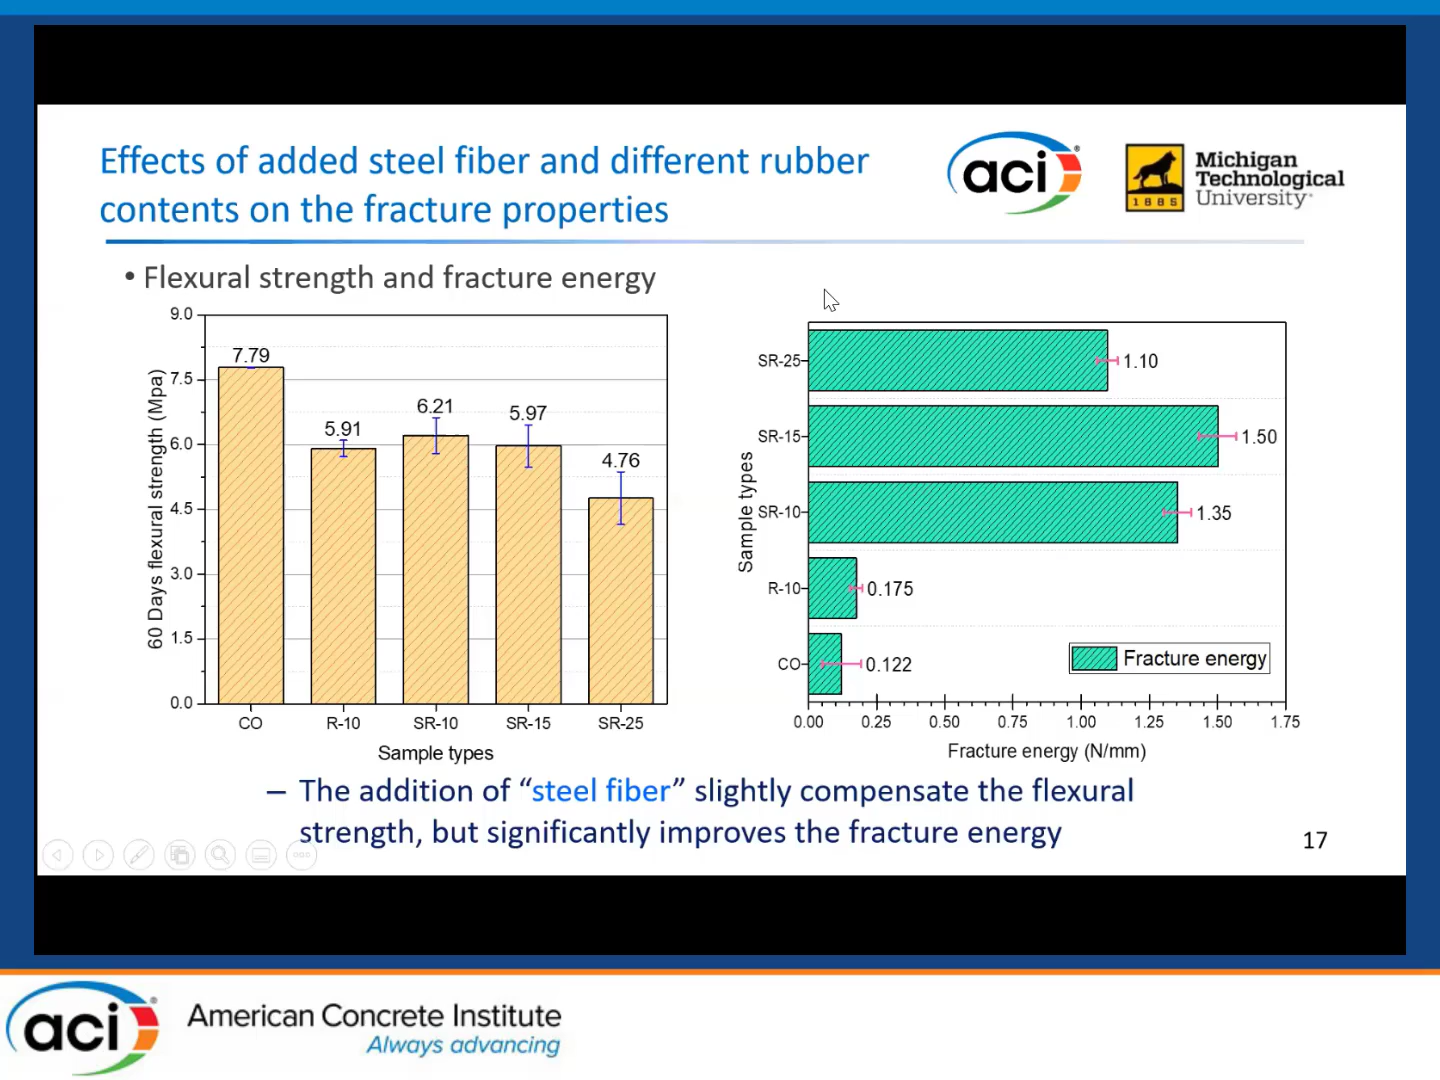 Effects of added steel fiber and different rubber
contents on the fracture properties
aci®
1885
Michigan
Technological
University
• Flexural strength and fracture energy
60 Days flexural strength (Mpa)
9.0
7.5
6.0
4.5
3.0
1.5
0.0
7.79
5.91
6.21
5.97
4.76
CO
R-10
SR-10
SR-15
SR-25
Sample types
Sample types
SR-25
SR-15
SR-10
R-10
CO
1.10
1.50
1.35
0.175
0.122
Fracture energy
0.00
0.25
0.50
0.75
1.00
1.25
1.50
1.75
Fracture energy (N/mm)
– The addition of “steel fiber” slightly compensate the flexural
strength, but significantly improves the fracture energy
17
aci®
American Concrete Institute
Always advancing